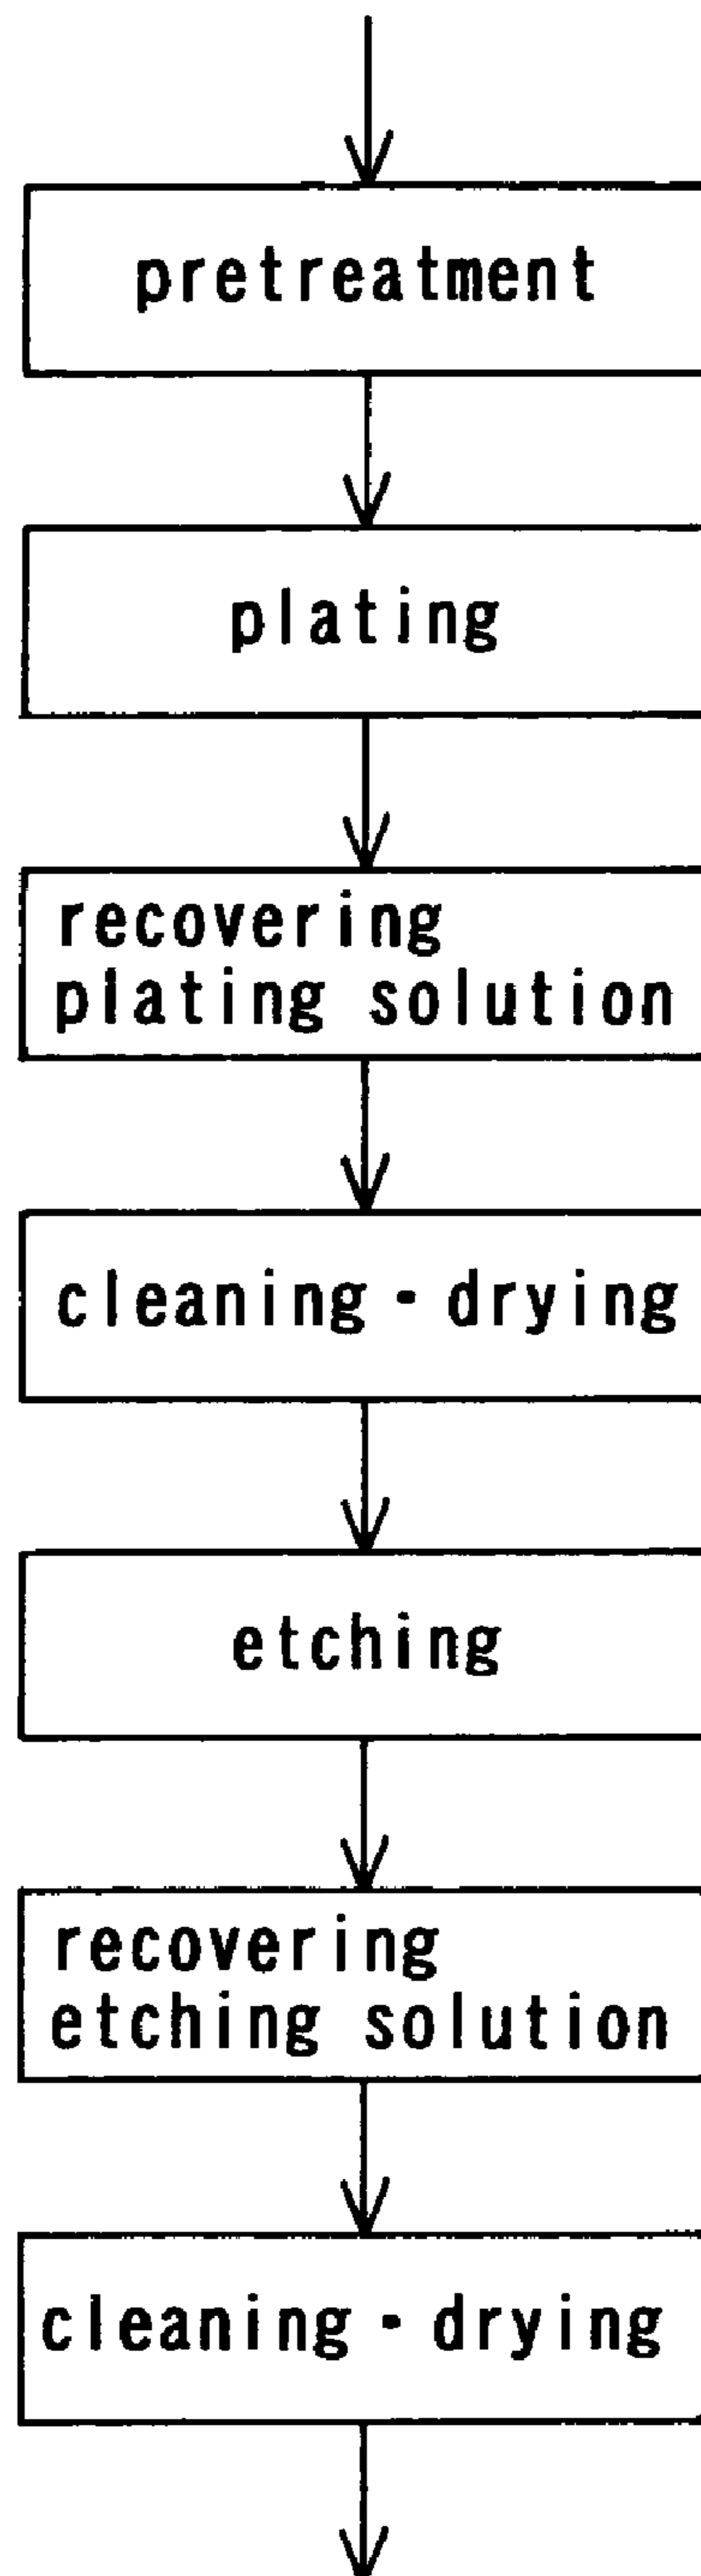 pretreatment
plating
recovering
plating solution
cleaning・drying
etching
recovering
etching solution
cleaning・drying